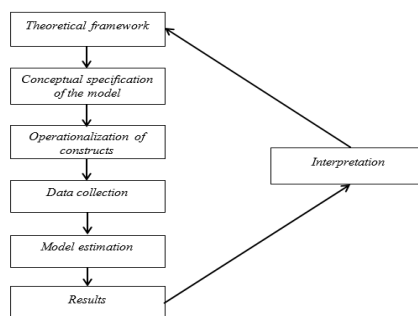 Theoretical framework
Conceptual specification
of the model
Operationalization of
constructs
Data collection
Model estimation
Results
Interpretation